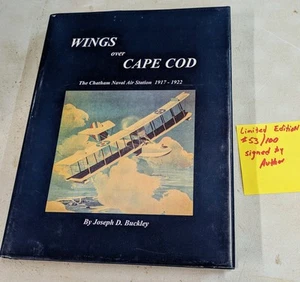 WINGS
over
CAPE COD
The Chatham Naval Air Station 1917 - 1922
By Joseph D. Buckley
Limited Edition
#53/100
signed by
Author